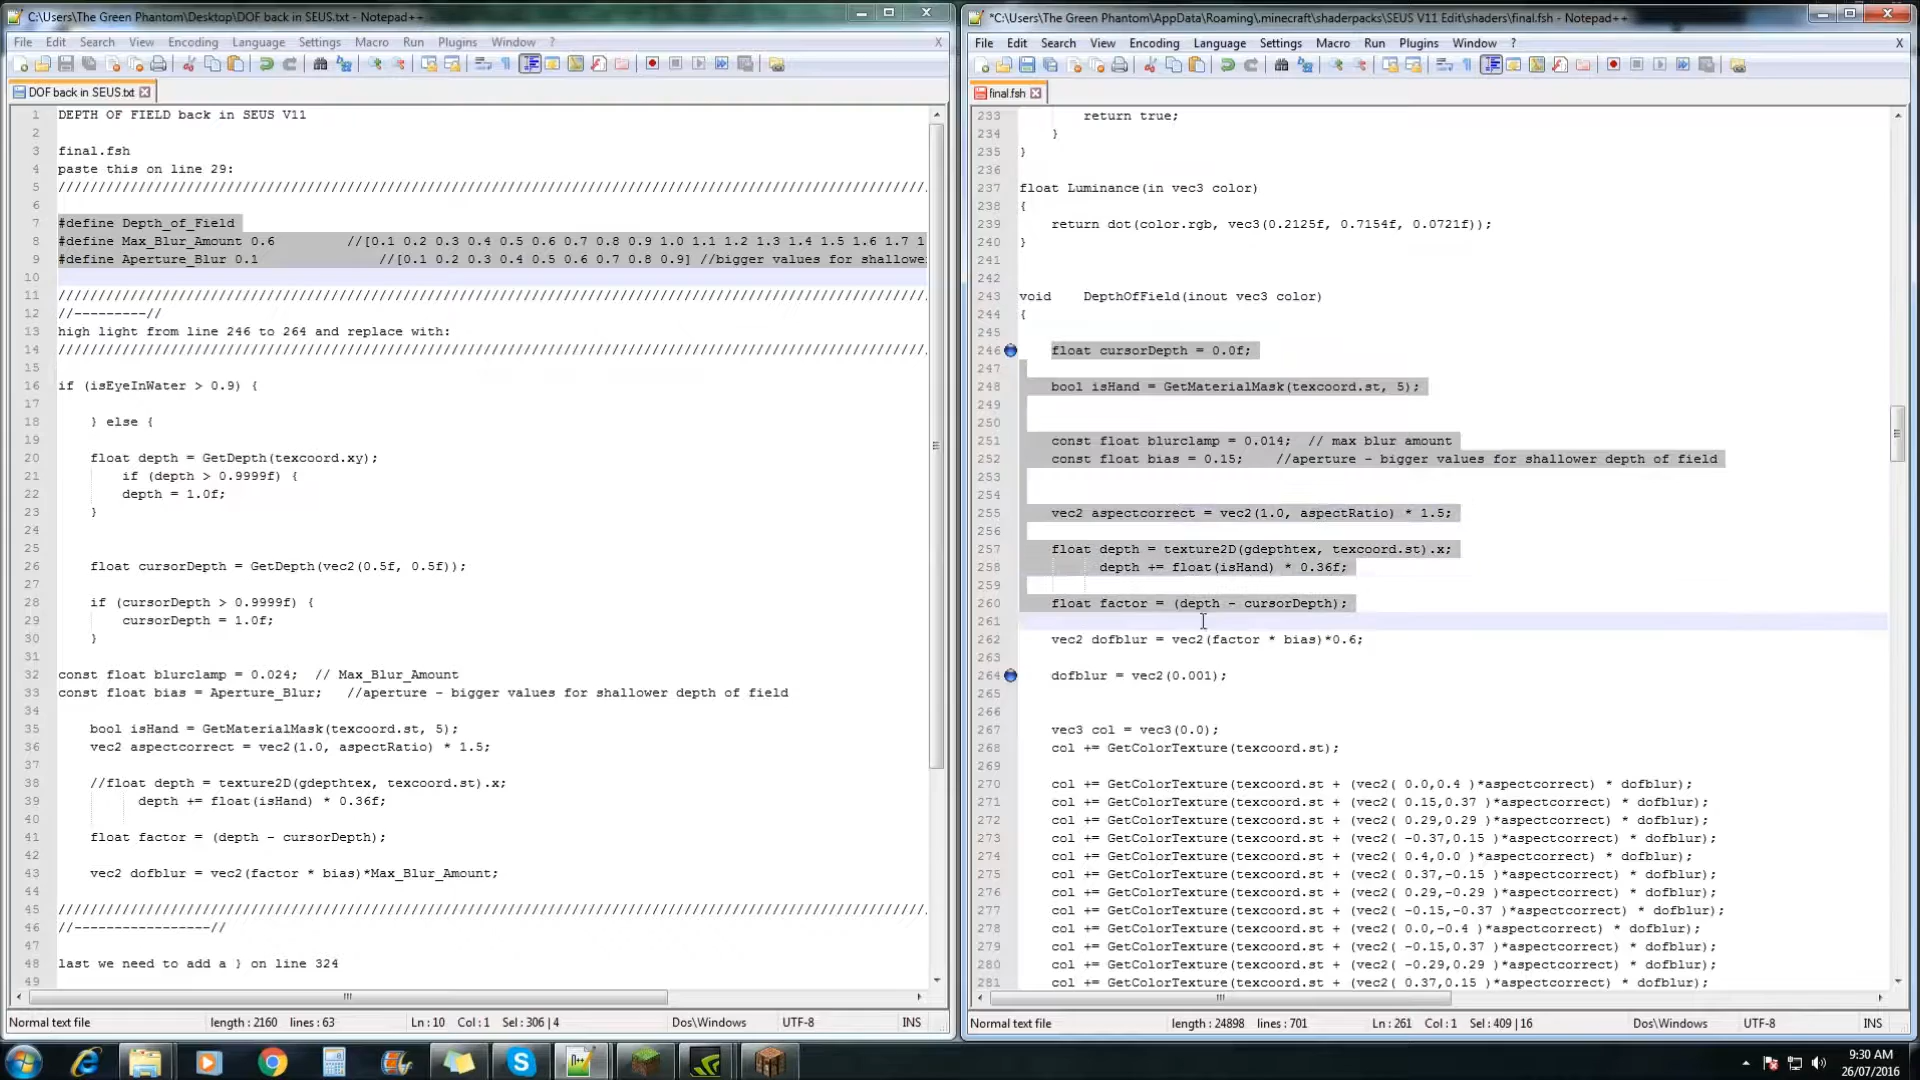 C:\Users\The Green Phantom\Desktop\DOF back in SEUS.txt - Notepad++
File Edit Search View Encoding Language Settings Macro Run Plugins Window ? X
DOF back in SEUS.txt
1 DEPTH OF FIELD back in SEUS V11
2
3 final.fsh
4 paste this on line 29:
5 /////////////////////////////////////////////////////////////////////////////////////////////////////////////
6
7 #define Depth_of_Field
8 #define Max_Blur_Amount 0.6 //[0.1 0.2 0.3 0.4 0.5 0.6 0.7 0.8 0.9 1.0 1.1 1.2 1.3 1.4 1.5 1.6 1.7 1
9 #define Aperture_Blur 0.1 //[0.1 0.2 0.3 0.4 0.5 0.6 0.7 0.8 0.9] //bigger values for shallowe
10
11 /////////////////////////////////////////////////////////////////////////////////////////////////////////////
12 //---------//
13 high light from line 246 to 264 and replace with:
14 /////////////////////////////////////////////////////////////////////////////////////////////////////////////
15
16 if (isEyeInWater > 0.9) {
17
18 } else {
19
20 float depth = GetDepth(texcoord.xy);
21 if (depth > 0.9999f) {
22 depth = 1.0f;
23 }
24
25
26 float cursorDepth = GetDepth(vec2(0.5f, 0.5f));
27
28 if (cursorDepth > 0.9999f) {
29 cursorDepth = 1.0f;
30 }
31
32 const float blurclamp = 0.024; // Max_Blur_Amount
33 const float bias = Aperture_Blur; //aperture - bigger values for shallower depth of field
34
35 bool isHand = GetMaterialMask(texcoord.st, 5);
36 vec2 aspectcorrect = vec2(1.0, aspectRatio) * 1.5;
37
38 //float depth = texture2D(gdepthtex, texcoord.st).x;
39 depth += float(isHand) * 0.36f;
40
41 float factor = (depth - cursorDepth);
42
43 vec2 dofblur = vec2(factor * bias)*Max_Blur_Amount;
44
45 /////////////////////////////////////////////////////////////////////////////////////////////////////////////
46 //-----------------//
47
48 last we need to add a } on line 324
49
Normal text file length : 2160 lines : 63 Ln : 10 Col : 1 Sel : 306 | 4 Dos\Windows UTF-8 INS
*C:\Users\The Green Phantom\AppData\Roaming\.minecraft\shaderpacks\SEUS V11 Edit\shaders\final.fsh - Notepad++
File Edit Search View Encoding Language Settings Macro Run Plugins Window ? X
final.fsh
233 return true;
234 }
235 }
236
237 float Luminance(in vec3 color)
238 {
239 return dot(color.rgb, vec3(0.2125f, 0.7154f, 0.0721f));
240 }
241
242
243 void DepthOfField(inout vec3 color)
244 {
245
246 float cursorDepth = 0.0f;
247
248 bool isHand = GetMaterialMask(texcoord.st, 5);
249
250
251 const float blurclamp = 0.014; // max blur amount
252 const float bias = 0.15; //aperture - bigger values for shallower depth of field
253
254
255 vec2 aspectcorrect = vec2(1.0, aspectRatio) * 1.5;
256
257 float depth = texture2D(gdepthtex, texcoord.st).x;
258 depth += float(isHand) * 0.36f;
259
260 float factor = (depth - cursorDepth);
261
262 vec2 dofblur = vec2(factor * bias)*0.6;
263
264 dofblur = vec2(0.001);
265
266
267 vec3 col = vec3(0.0);
268 col += GetColorTexture(texcoord.st);
269
270 col += GetColorTexture(texcoord.st + (vec2( 0.0,0.4 )*aspectcorrect) * dofblur);
271 col += GetColorTexture(texcoord.st + (vec2( 0.15,0.37 )*aspectcorrect) * dofblur);
272 col += GetColorTexture(texcoord.st + (vec2( 0.29,0.29 )*aspectcorrect) * dofblur);
273 col += GetColorTexture(texcoord.st + (vec2( -0.37,0.15 )*aspectcorrect) * dofblur);
274 col += GetColorTexture(texcoord.st + (vec2( 0.4,0.0 )*aspectcorrect) * dofblur);
275 col += GetColorTexture(texcoord.st + (vec2( 0.37,-0.15 )*aspectcorrect) * dofblur);
276 col += GetColorTexture(texcoord.st + (vec2( 0.29,-0.29 )*aspectcorrect) * dofblur);
277 col += GetColorTexture(texcoord.st + (vec2( -0.15,-0.37 )*aspectcorrect) * dofblur);
278 col += GetColorTexture(texcoord.st + (vec2( 0.0,-0.4 )*aspectcorrect) * dofblur);
279 col += GetColorTexture(texcoord.st + (vec2( -0.15,0.37 )*aspectcorrect) * dofblur);
280 col += GetColorTexture(texcoord.st + (vec2( -0.29,0.29 )*aspectcorrect) * dofblur);
281 col += GetColorTexture(texcoord.st + (vec2( 0.37,0.15 )*aspectcorrect) * dofblur);
Normal text file length : 24898 lines : 701 Ln : 261 Col : 1 Sel : 409 | 16 Dos\Windows UTF-8 INS
9:30 AM
26/07/2016